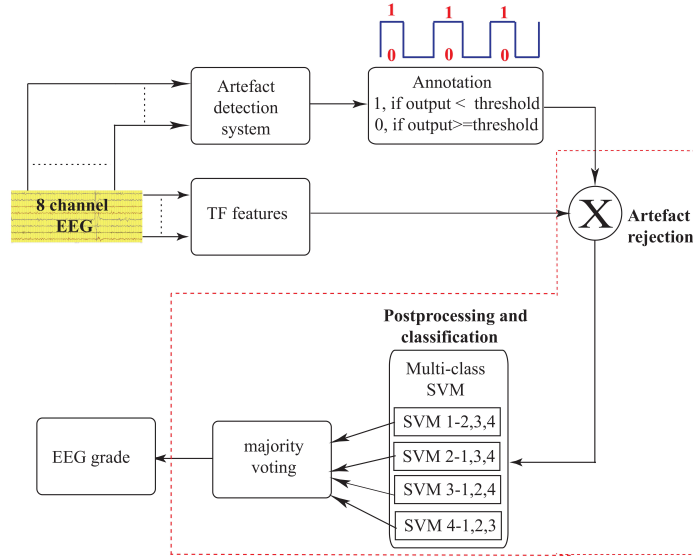 1 1 1
0 0 0
Artefact
detection
system
Annotation
1, if output < threshold
0, if output>=threshold
8 channel
EEG
TF features
X
Artefact
rejection
Postprocessing and
classification
Multi-class
SVM
SVM 1-2,3,4
SVM 2-1,3,4
SVM 3-1,2,4
SVM 4-1,2,3
majority
voting
EEG grade